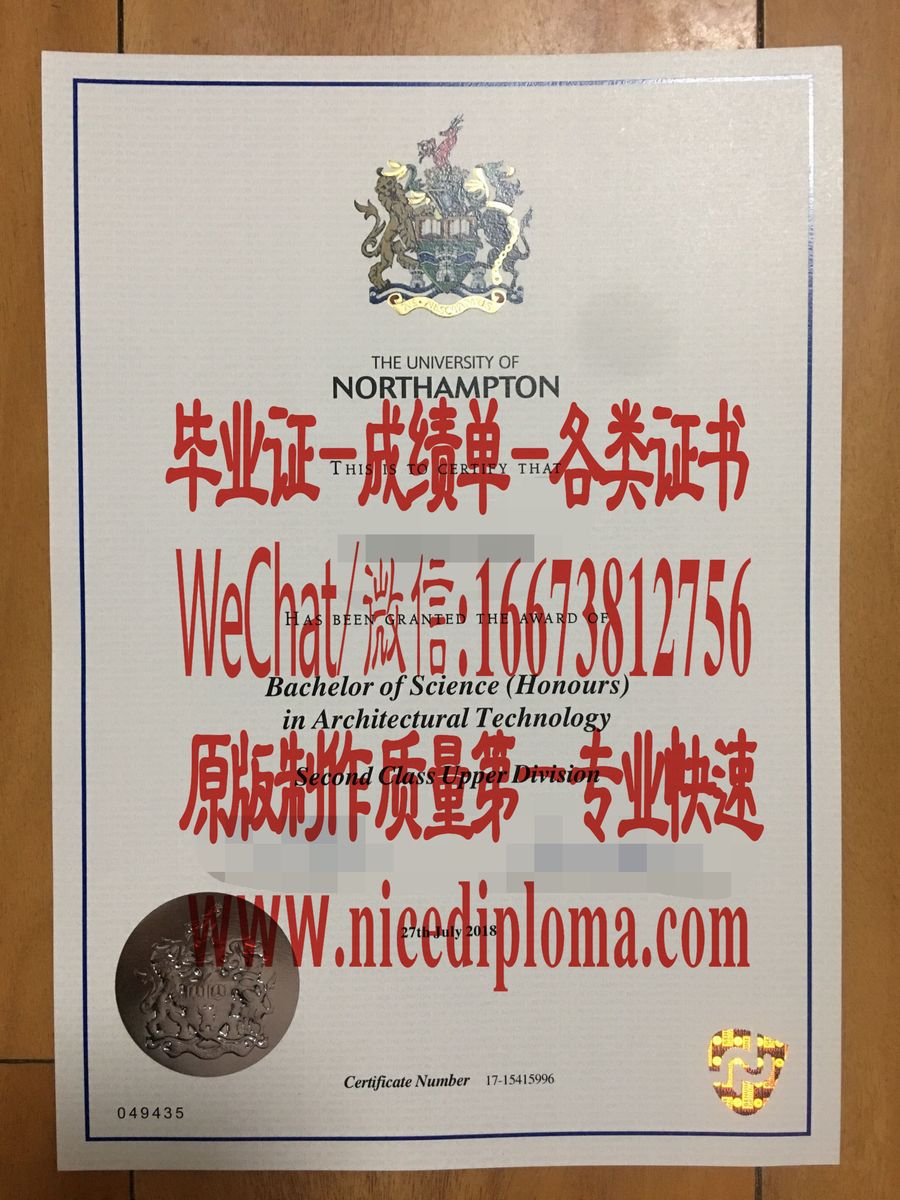 THE UNIVERSITY OF
NORTHAMPTON
毕业证一成绩单一各类证书
THIS IS TO CERTIFY THAT
WeChat/微信:16673812756
HAS BEEN GRANTED THE AWARD OF
Bachelor of Science (Honours)
in Architectural Technology
原版制作质量第一专业快速
Second Class Upper Division
www.nicediploma.com
27th July 2018
Certificate Number 17-15415996
049435